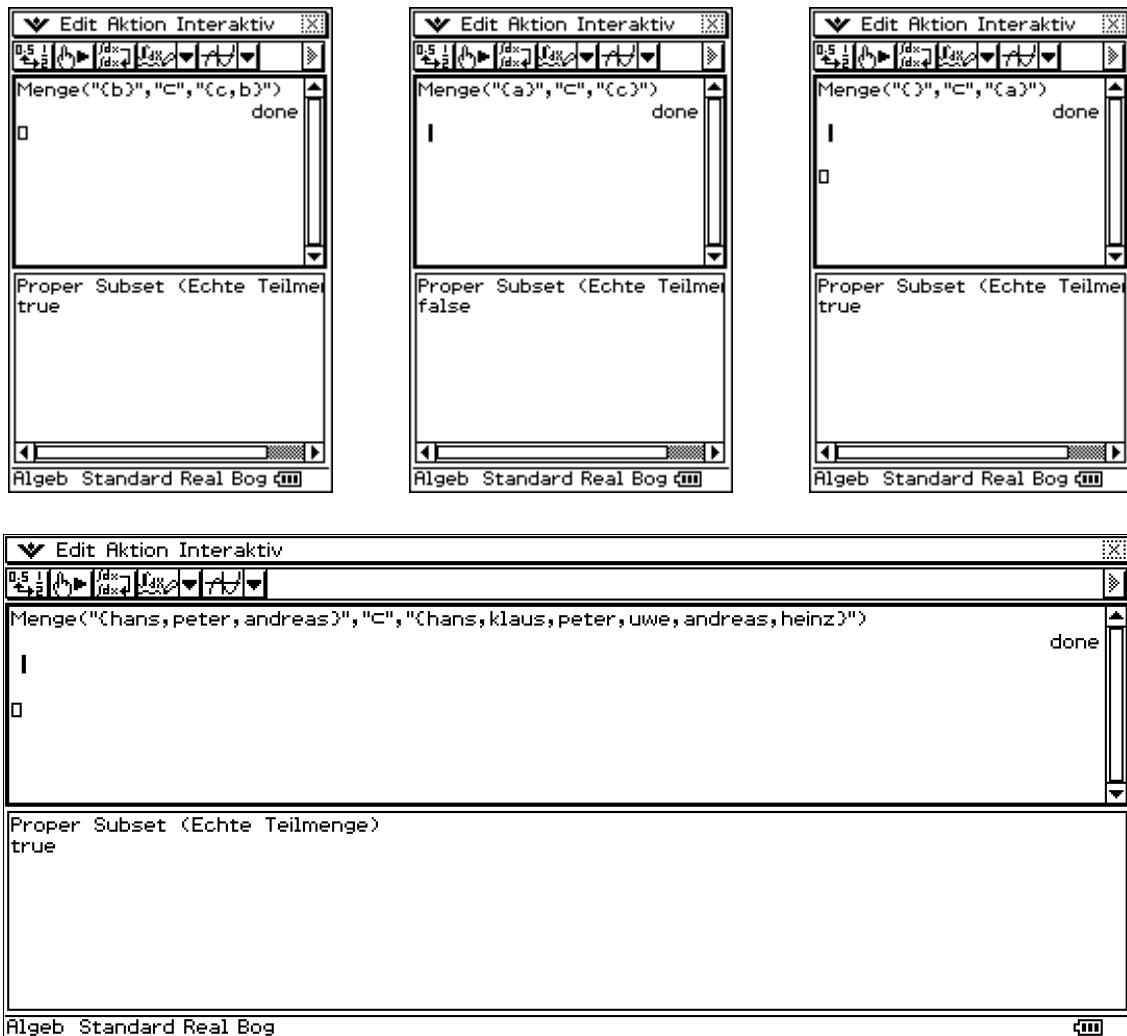 Edit Aktion Interaktiv
Menge("{b}","⊂","{c,b}")
done
Proper Subset (Echte Teilme
true
Algeb Standard Real Bog
Edit Aktion Interaktiv
Menge("{a}","⊂","{c}")
done
Proper Subset (Echte Teilme
false
Algeb Standard Real Bog
Edit Aktion Interaktiv
Menge("{}","⊂","{a}")
done
Proper Subset (Echte Teilme
true
Algeb Standard Real Bog
Edit Aktion Interaktiv
Menge("{hans,peter,andreas}","⊂","{hans,klaus,peter,uwe,andreas,heinz}")
done
Proper Subset (Echte Teilmenge)
true
Algeb Standard Real Bog